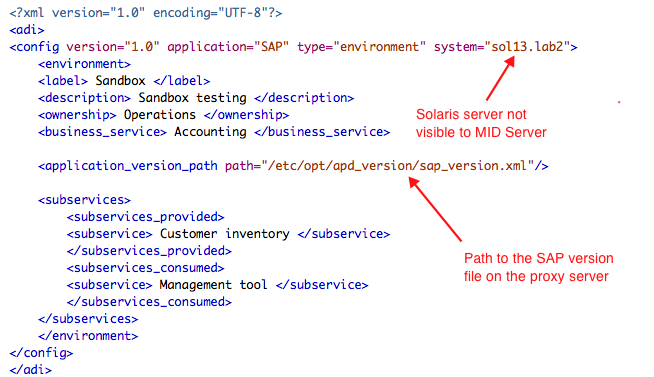 <?xml version="1.0" encoding="UTF-8"?>
<adi>
<config version="1.0" application="SAP" type="environment" system="sol13.lab2">
<environment>
<label> Sandbox </label>
<description> Sandbox testing </description>
<ownership> Operations </ownership>
<business_service> Accounting </business_service>
Solaris server not
visible to MID Server
<application_version_path path="/etc/opt/apd_version/sap_version.xml"/>
<subservices>
<subservices_provided>
<subservice> Customer inventory </subservice>
</subservices_provided>
<subservices_consumed>
<subservice> Management tool </subservice>
</subservices_consumed>
</subservices>
</environment>
</config>
</adi>
Path to the SAP version
file on the proxy server